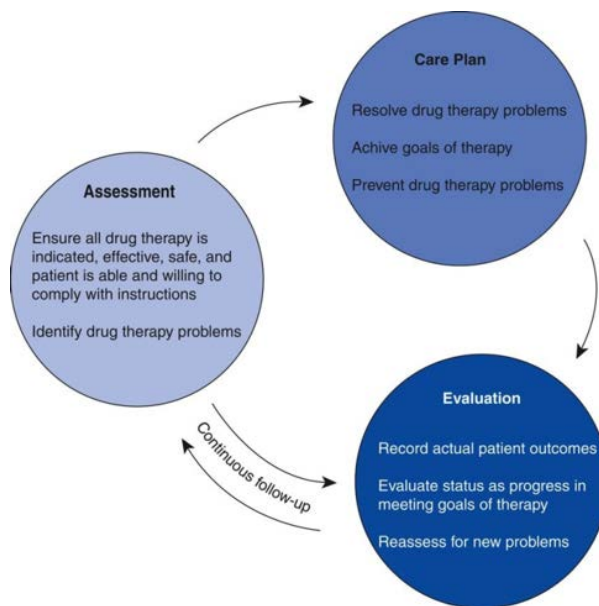 Care Plan
Resolve drug therapy problems
Achive goals of therapy
Prevent drug therapy problems
Assessment
Ensure all drug therapy is
indicated, effective, safe, and
patient is able and willing to
comply with instructions
Identify drug therapy problems
Evaluation
Record actual patient outcomes
Evaluate status as progress in
meeting goals of therapy
Reassess for new problems
Continuous follow-up